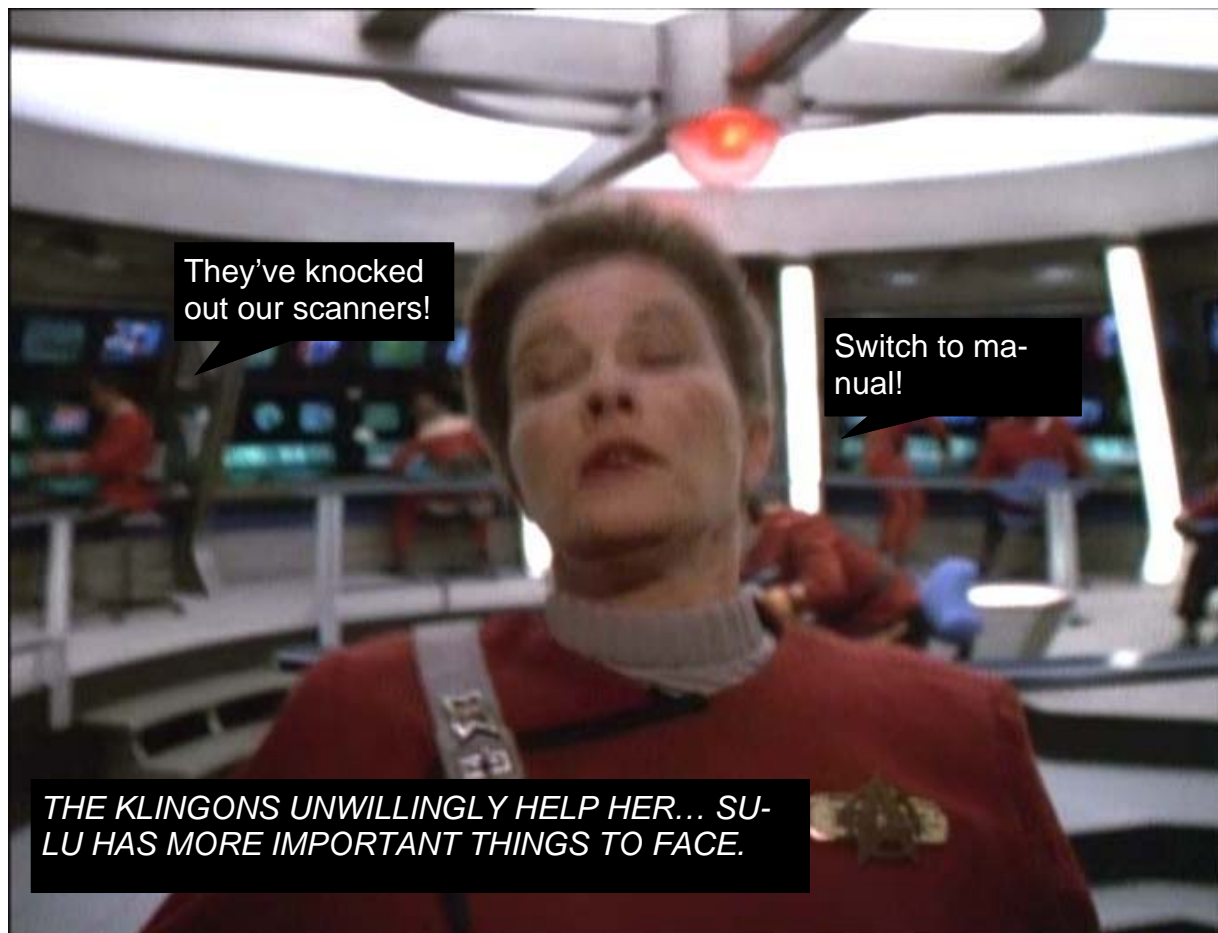 They’ve knocked
out our scanners!
Switch to ma-
nual!
THE KLINGONS UNWILLINGLY HELP HER… SU-
LU HAS MORE IMPORTANT THINGS TO FACE.